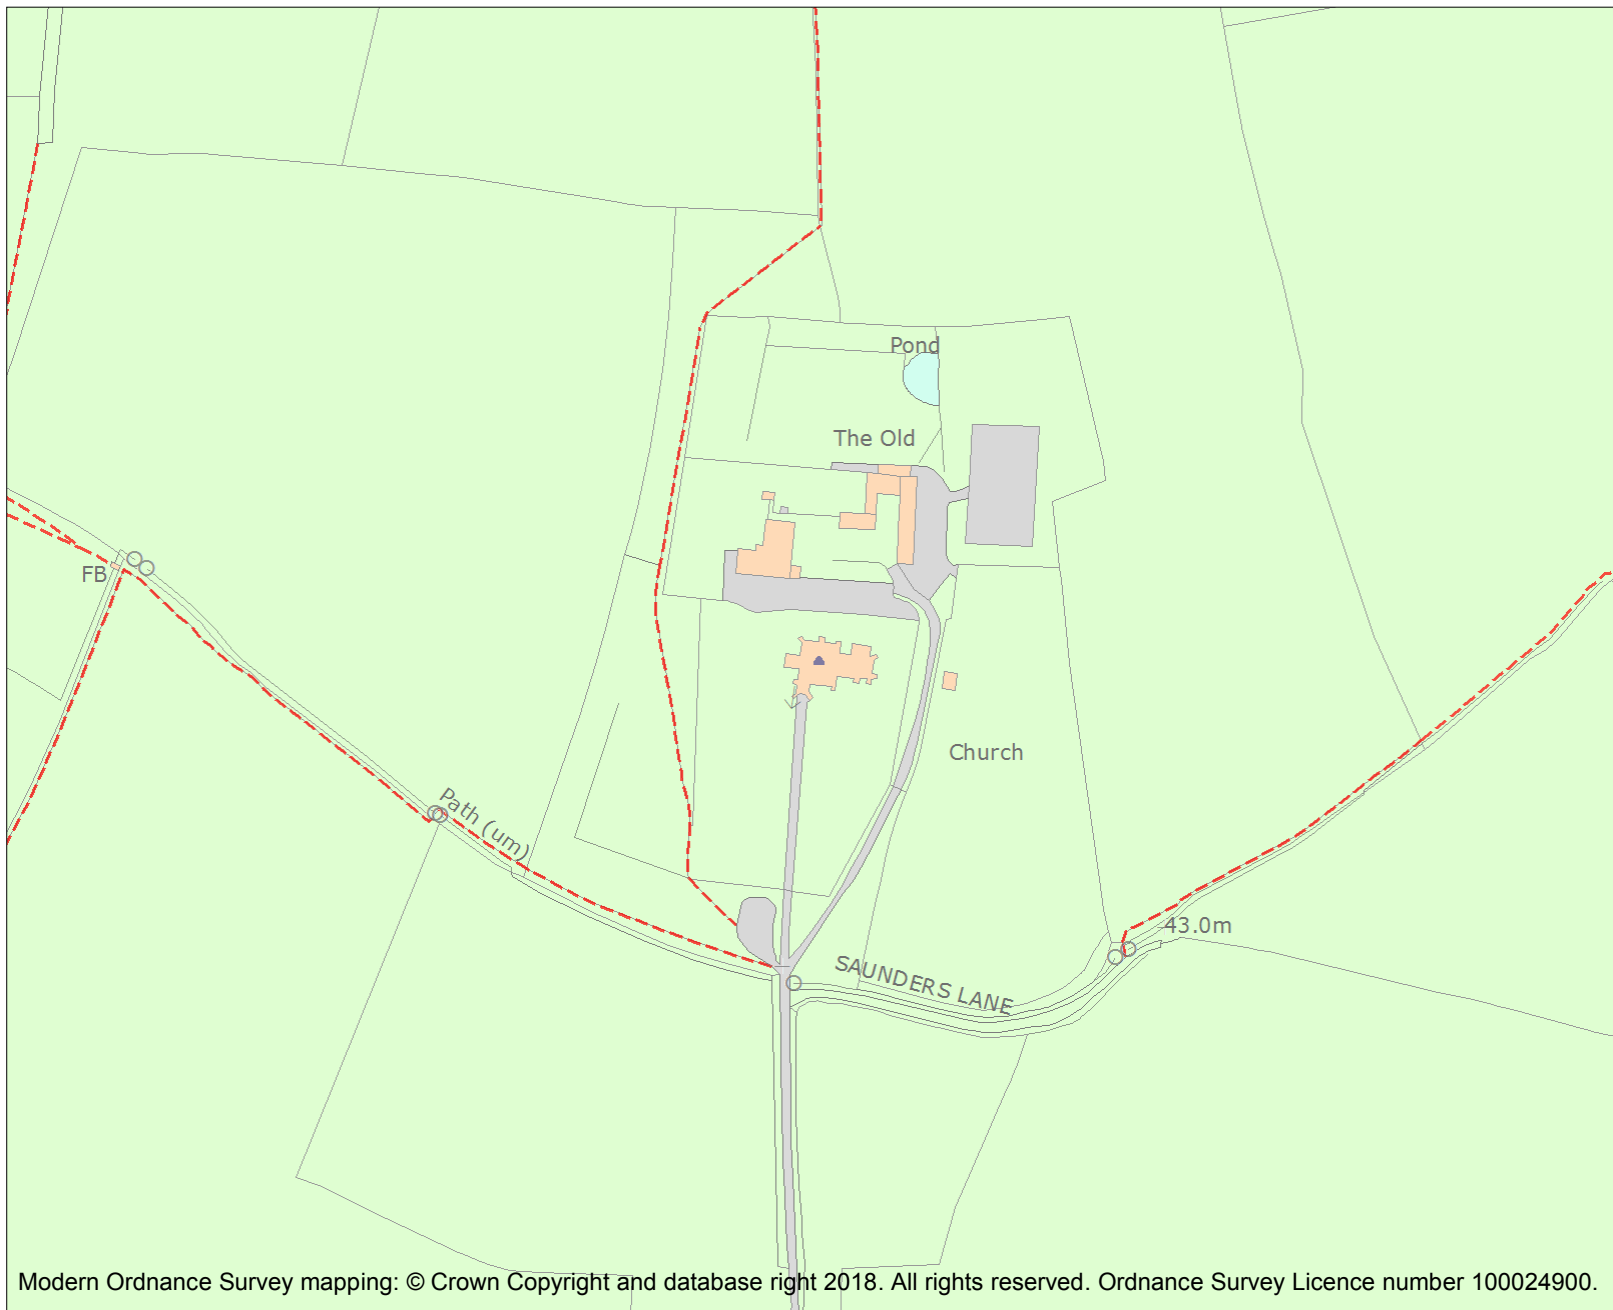 Pond
The Old
FB
Church
Path (um)
43.0m
SAUNDERS LANE
Modern Ordnance Survey mapping: © Crown Copyright and database right 2018. All rights reserved. Ordnance Survey Licence number 100024900.